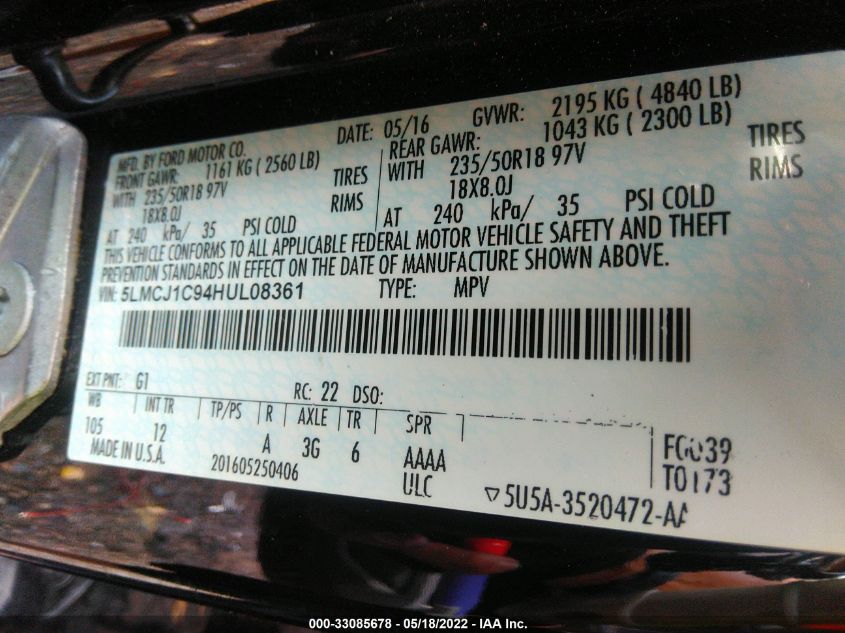 MFD. BY FORD MOTOR CO. DATE: 05/16 GVWR: 2195 KG ( 4840 LB)
FRONT GAWR: 1161 KG ( 2560 LB) REAR GAWR: 1043 KG ( 2300 LB)
WITH 235/50R18 97V TIRES WITH 235/50R18 97V TIRES
18X8.0J RIMS 18X8.0J RIMS
AT 240 kPa/ 35 PSI COLD AT 240 kPa/ 35 PSI COLD
THIS VEHICLE CONFORMS TO ALL APPLICABLE FEDERAL MOTOR VEHICLE SAFETY AND THEFT
PREVENTION STANDARDS IN EFFECT ON THE DATE OF MANUFACTURE SHOWN ABOVE.
VIN: 5LMCJ1C94HUL08361 TYPE: MPV
EXT PNT: G1 RC: 22 DSO:
WB INT TR TP/PS R AXLE TR SPR
105 12 A 3G 6 AAAA F0039
MADE IN U.S.A. 201605250406 ULC T0173
▽5U5A-3520472-AA
000-33085678 - 05/18/2022 - IAA Inc.